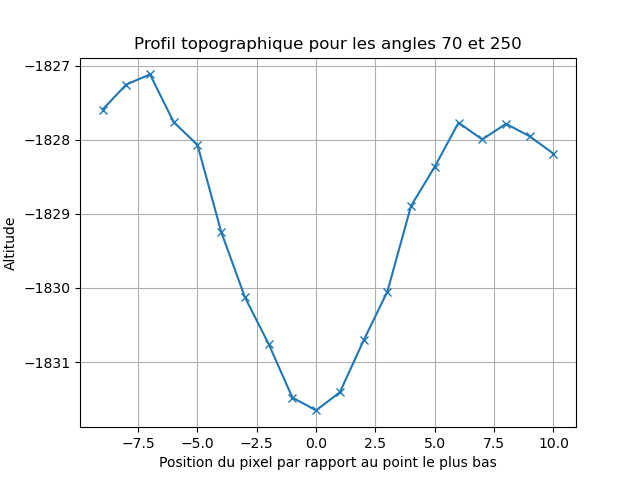 Profil topographique pour les angles 70 et 250
−1827
−1828
−1829
−1830
−1831
Altitude
−7.5 −5.0 −2.5 0.0 2.5 5.0 7.5 10.0
Position du pixel par rapport au point le plus bas